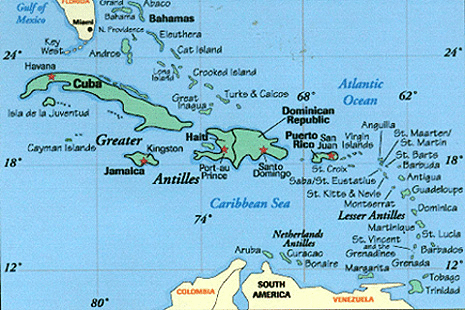 FLORIDA
Gulf of
Mexico
Miami
Grand
Bahama
Abaco
Bahamas
N. Providence
Eleuthera
Key
West
Andros
Cat Island
24°
24°
Havana
Long
Island
Crooked Island
Cuba
Great
Inagua
Turks & Caicos
68°
Atlantic
Ocean
62°
Isla de la Juventud
Dominican
Republic
Anguilla
Greater
Haiti
Puerto
Rico
San
Juan
Virgin
Islands
St. Maarten/
St. Martin
Cayman Islands
Kingston
St. Barts
18°
18°
Barbuda
Jamaica
Antilles
Port-au
Prince
Santo
Domingo
St. Croix
Antigua
Saba/St. Eustatius
Guadeloupe
St. Kitts & Nevis
Montserrat
Caribbean Sea
Lesser Antilles
Dominica
74°
Martinique
Netherlands
Antilles
St. Lucia
St. Vincent
and the
Grenadines
Aruba
Curacao
Barbados
Bonaire
Grenada
12°
12°
Margarita
Tobago
SOUTH
AMERICA
Trinidad
COLOMBIA
VENEZUELA
80°